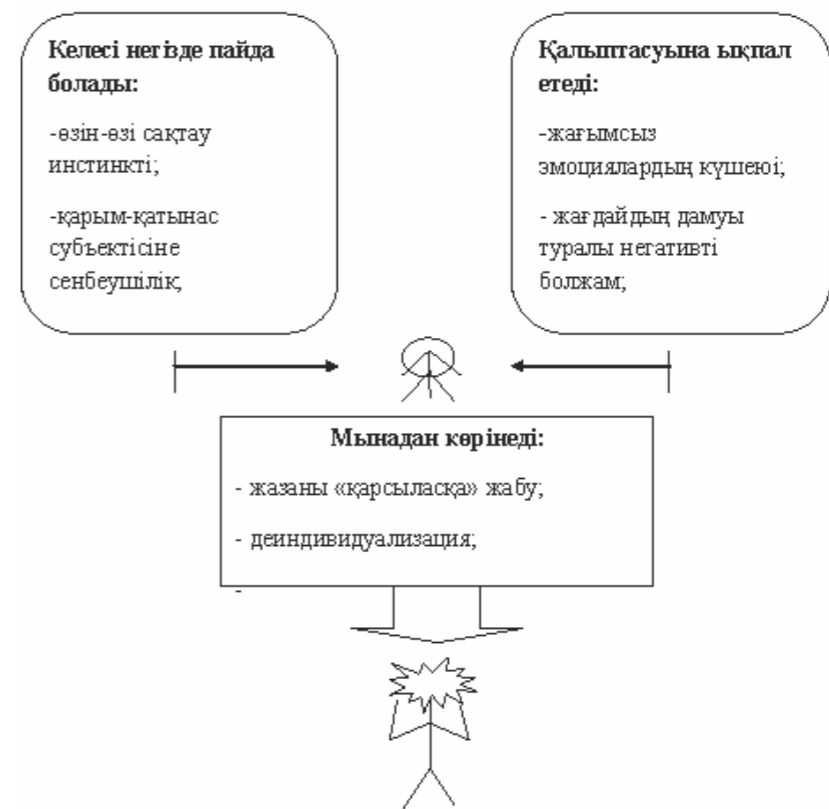 Келесі негізде пайда
болады:
-өзін-өзі сақтау
инстинкті;
-қарым-қатынас
субъектісіне
сенбеушілік;
Қалыптасуына ықпал
етеді:
-жағымсыз
эмоциялардың күшеюі;
- жағдайдың дамуы
туралы негативті
болжам;
Мынадан көрінеді:
- жазаны «қарсыласқа» жабу;
- деиндивидуализация;
-